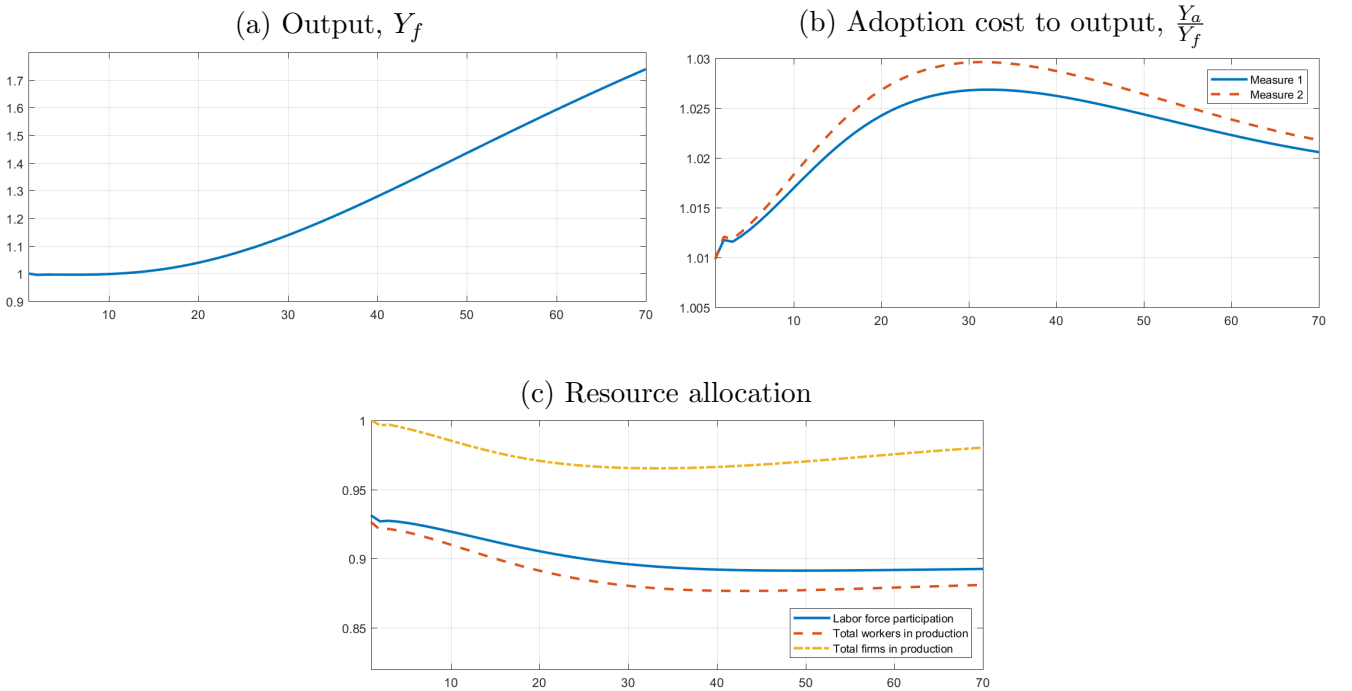 (a) Output, Y_f
1.7
1.6
1.5
1.4
1.3
1.2
1.1
1
0.9
10 20 30 40 50 60 70
(b) Adoption cost to output, Y_a/Y_f
1.03
1.025
1.02
1.015
1.01
1.005
10 20 30 40 50 60 70
Measure 1
Measure 2
(c) Resource allocation
1
0.95
0.9
0.85
10 20 30 40 50 60 70
Labor force participation
Total workers in production
Total firms in production